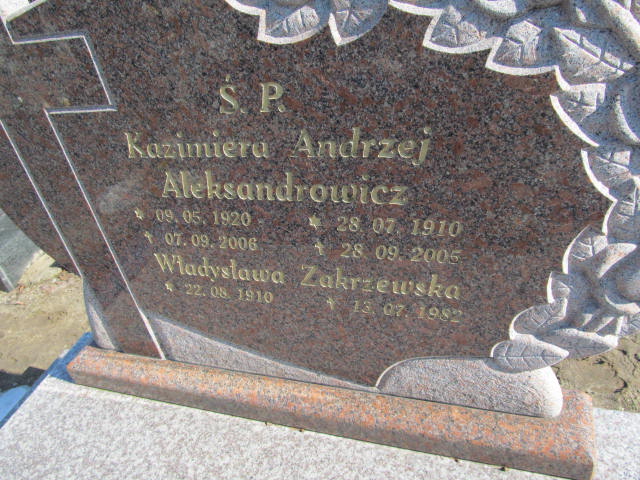 Ś. P.
Kazimiera Andrzej
Aleksandrowicz
* 09. 05. 1920 * 28. 07. 1910
† 07. 09. 2006 † 28. 09. 2005
Władysława Zakrzewska
* 22. 08. 1910 † 13. 07. 1982